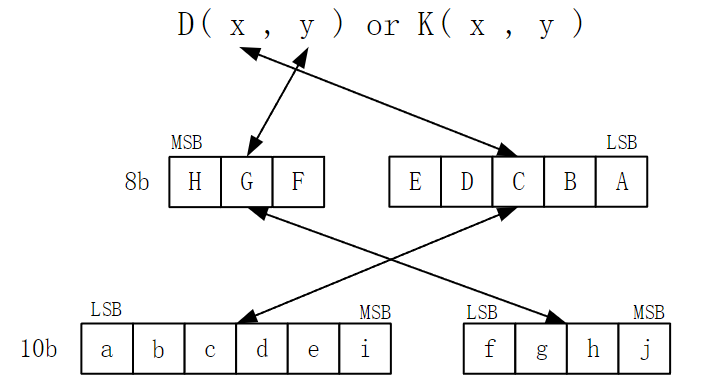 D( x , y ) or K( x , y )
MSB LSB
8b H G F E D C B A
LSB MSB LSB MSB
10b a b c d e i f g h j